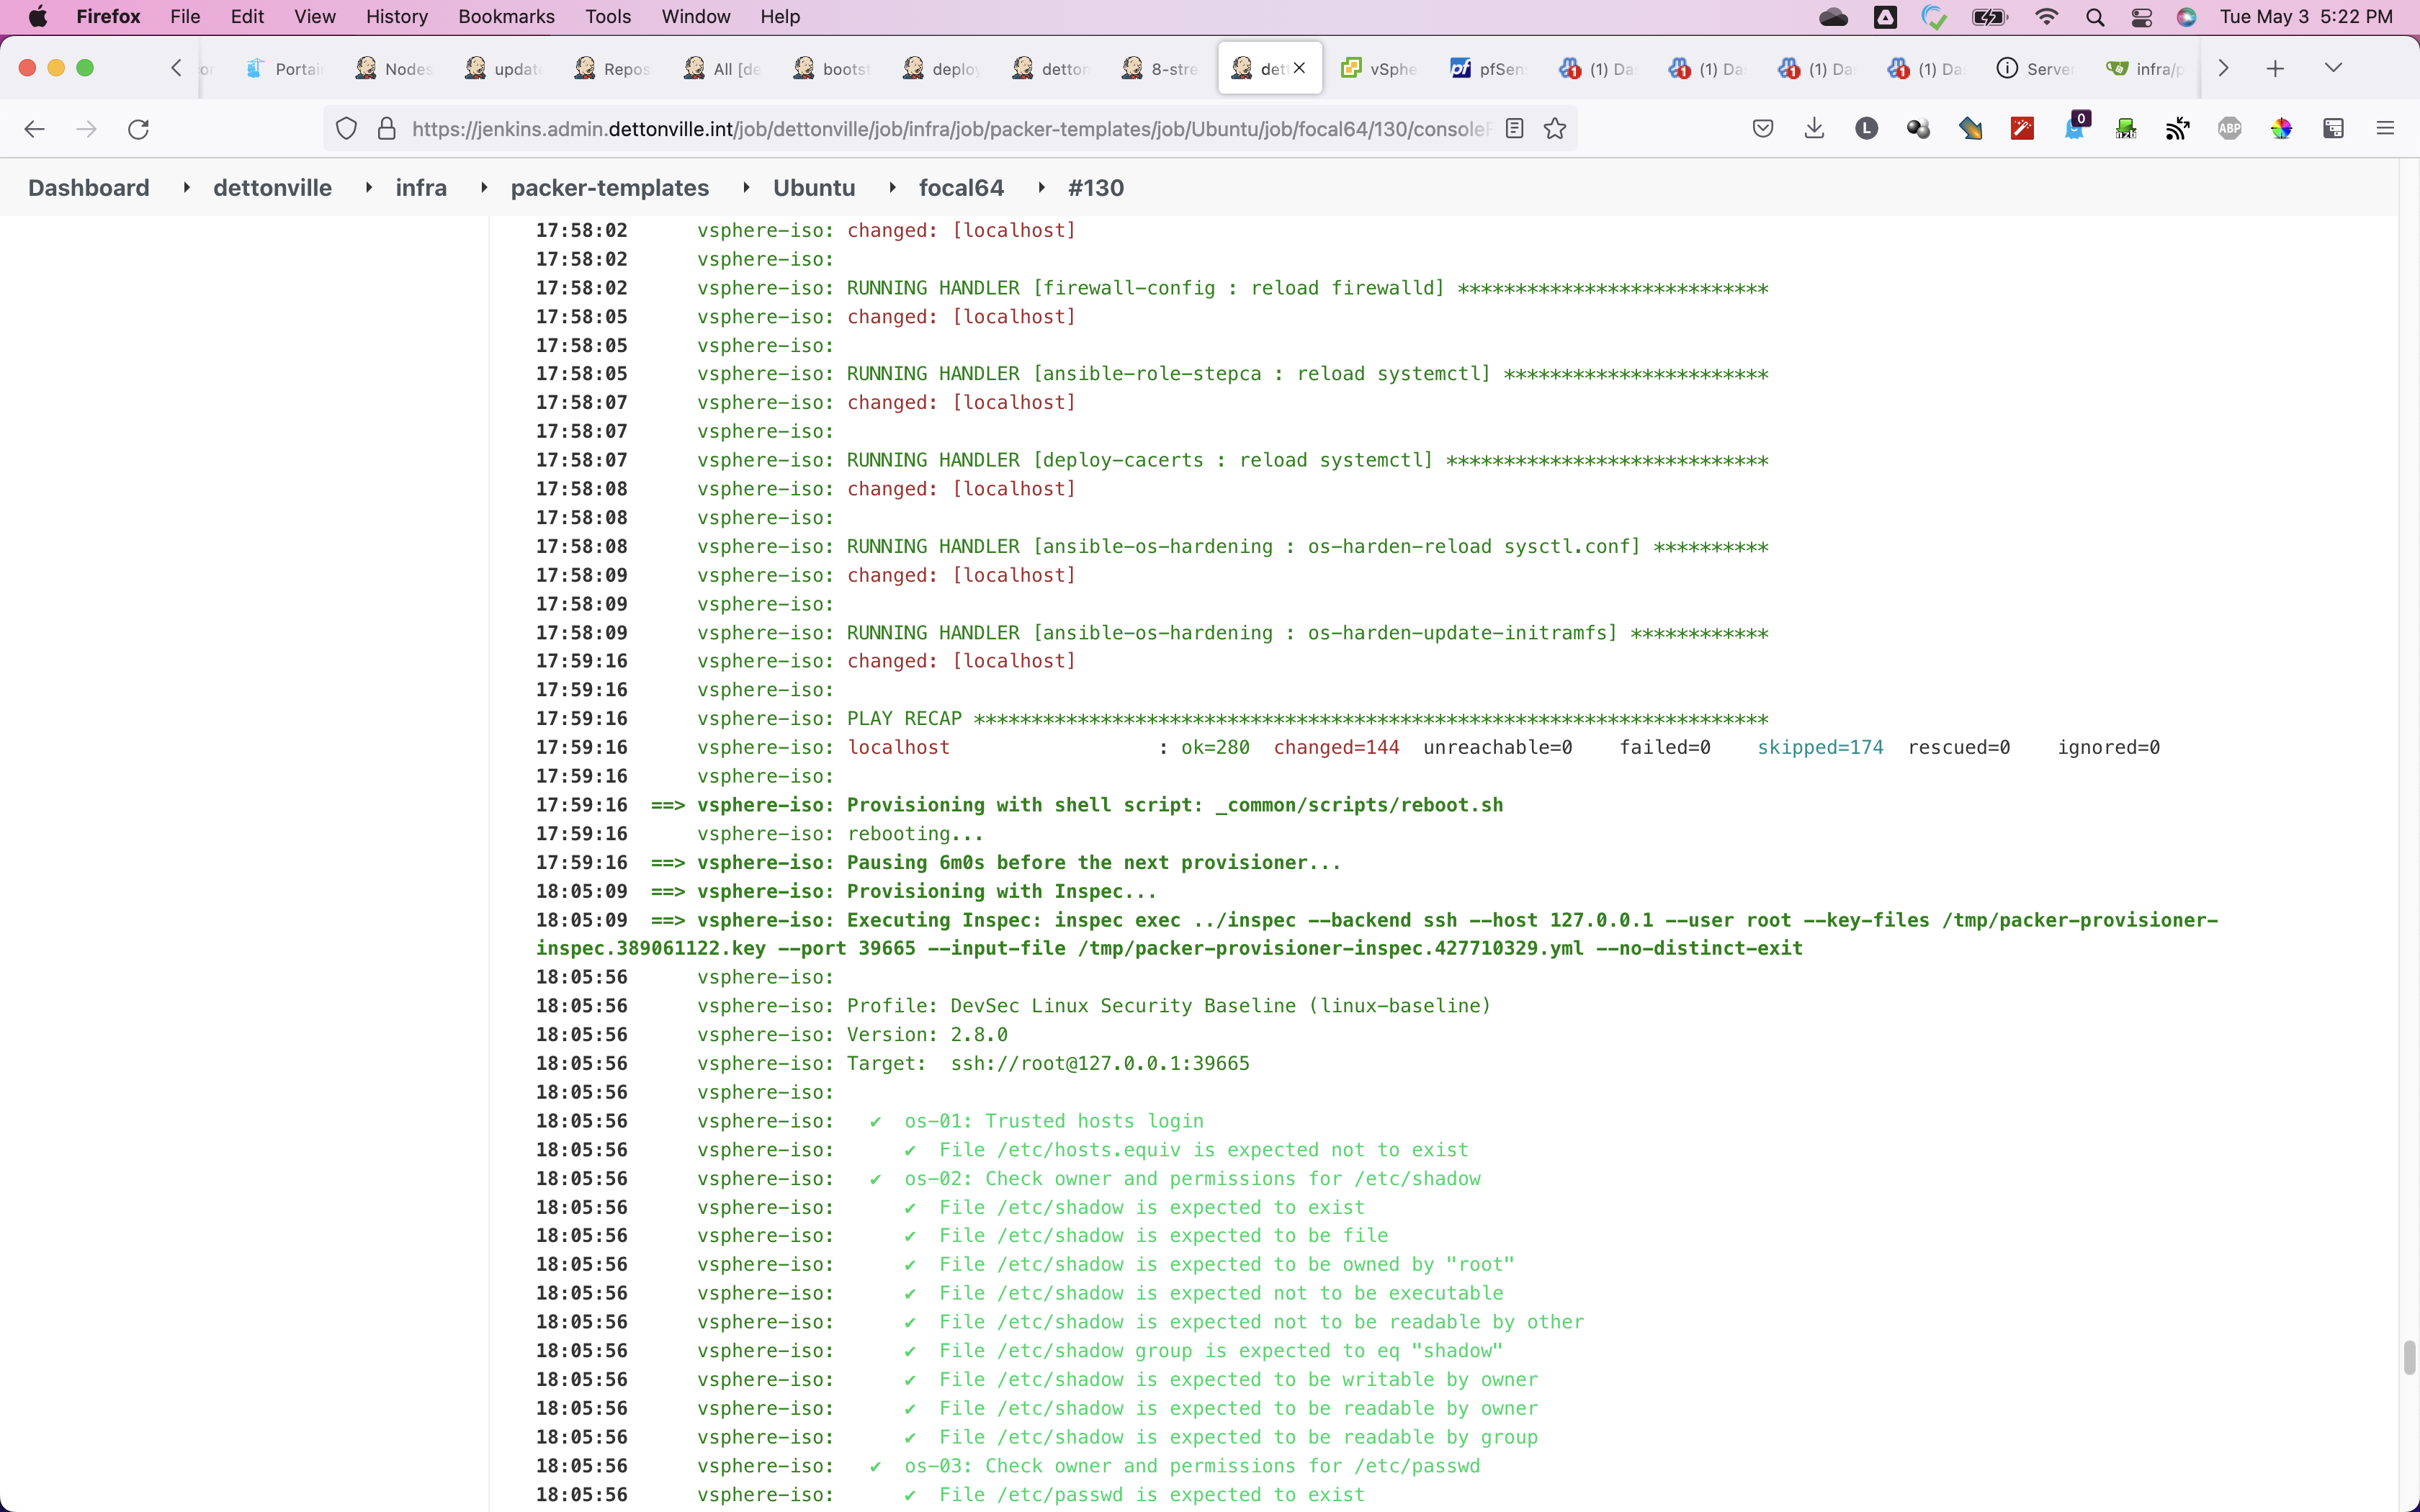 Firefox File Edit View History Bookmarks Tools Window Help Tue May 3 5:22 PM
Portai Nodes updat Repos All [de boots deploy detton 8-stre det vSphe pfSen (1) Da (1) Da (1) Da (1) Da Server infra/p
https://jenkins.admin.dettonville.int/job/dettonville/job/infra/job/packer-templates/job/Ubuntu/job/focal64/130/console 0
Dashboard dettonville infra packer-templates Ubuntu focal64 #130
17:58:02 vsphere-iso: changed: [localhost]
17:58:02 vsphere-iso:
17:58:02 vsphere-iso: RUNNING HANDLER [firewall-config : reload firewalld] ***************************
17:58:05 vsphere-iso: changed: [localhost]
17:58:05 vsphere-iso:
17:58:05 vsphere-iso: RUNNING HANDLER [ansible-role-stepca : reload systemctl] ***********************
17:58:07 vsphere-iso: changed: [localhost]
17:58:07 vsphere-iso:
17:58:07 vsphere-iso: RUNNING HANDLER [deploy-cacerts : reload systemctl] ****************************
17:58:08 vsphere-iso: changed: [localhost]
17:58:08 vsphere-iso:
17:58:08 vsphere-iso: RUNNING HANDLER [ansible-os-hardening : os-harden-reload sysctl.conf] **********
17:58:09 vsphere-iso: changed: [localhost]
17:58:09 vsphere-iso:
17:58:09 vsphere-iso: RUNNING HANDLER [ansible-os-hardening : os-harden-update-initramfs] ************
17:59:16 vsphere-iso: changed: [localhost]
17:59:16 vsphere-iso:
17:59:16 vsphere-iso: PLAY RECAP *********************************************************************
17:59:16 vsphere-iso: localhost : ok=280 changed=144 unreachable=0 failed=0 skipped=174 rescued=0 ignored=0
17:59:16 vsphere-iso:
17:59:16 ==> vsphere-iso: Provisioning with shell script: _common/scripts/reboot.sh
17:59:16 vsphere-iso: rebooting...
17:59:16 ==> vsphere-iso: Pausing 6m0s before the next provisioner...
18:05:09 ==> vsphere-iso: Provisioning with Inspec...
18:05:09 ==> vsphere-iso: Executing Inspec: inspec exec ../inspec --backend ssh --host 127.0.0.1 --user root --key-files /tmp/packer-provisioner-
inspec.389061122.key --port 39665 --input-file /tmp/packer-provisioner-inspec.427710329.yml --no-distinct-exit
18:05:56 vsphere-iso:
18:05:56 vsphere-iso: Profile: DevSec Linux Security Baseline (linux-baseline)
18:05:56 vsphere-iso: Version: 2.8.0
18:05:56 vsphere-iso: Target: ssh://root@127.0.0.1:39665
18:05:56 vsphere-iso:
18:05:56 vsphere-iso: ✔ os-01: Trusted hosts login
18:05:56 vsphere-iso: ✔ File /etc/hosts.equiv is expected not to exist
18:05:56 vsphere-iso: ✔ os-02: Check owner and permissions for /etc/shadow
18:05:56 vsphere-iso: ✔ File /etc/shadow is expected to exist
18:05:56 vsphere-iso: ✔ File /etc/shadow is expected to be file
18:05:56 vsphere-iso: ✔ File /etc/shadow is expected to be owned by "root"
18:05:56 vsphere-iso: ✔ File /etc/shadow is expected not to be executable
18:05:56 vsphere-iso: ✔ File /etc/shadow is expected not to be readable by other
18:05:56 vsphere-iso: ✔ File /etc/shadow group is expected to eq "shadow"
18:05:56 vsphere-iso: ✔ File /etc/shadow is expected to be writable by owner
18:05:56 vsphere-iso: ✔ File /etc/shadow is expected to be readable by owner
18:05:56 vsphere-iso: ✔ File /etc/shadow is expected to be readable by group
18:05:56 vsphere-iso: ✔ os-03: Check owner and permissions for /etc/passwd
18:05:56 vsphere-iso: ✔ File /etc/passwd is expected to exist